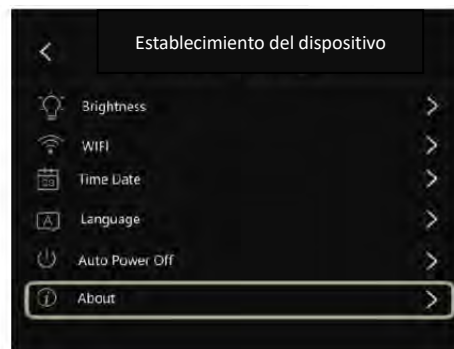 Establecimiento del dispositivo
Brightness
WIFI
Time Date
Language
Auto Power Off
About